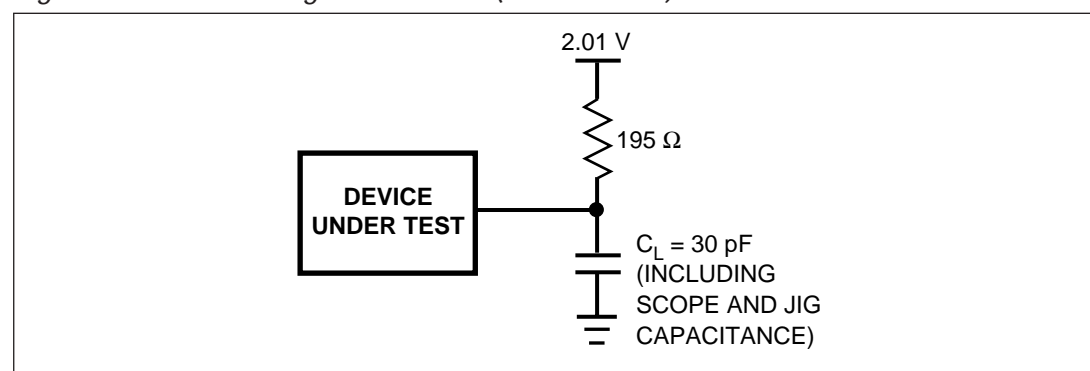 2.01 V
195 Ω
DEVICE
UNDER TEST
C_L = 30 pF
(INCLUDING
SCOPE AND JIG
CAPACITANCE)